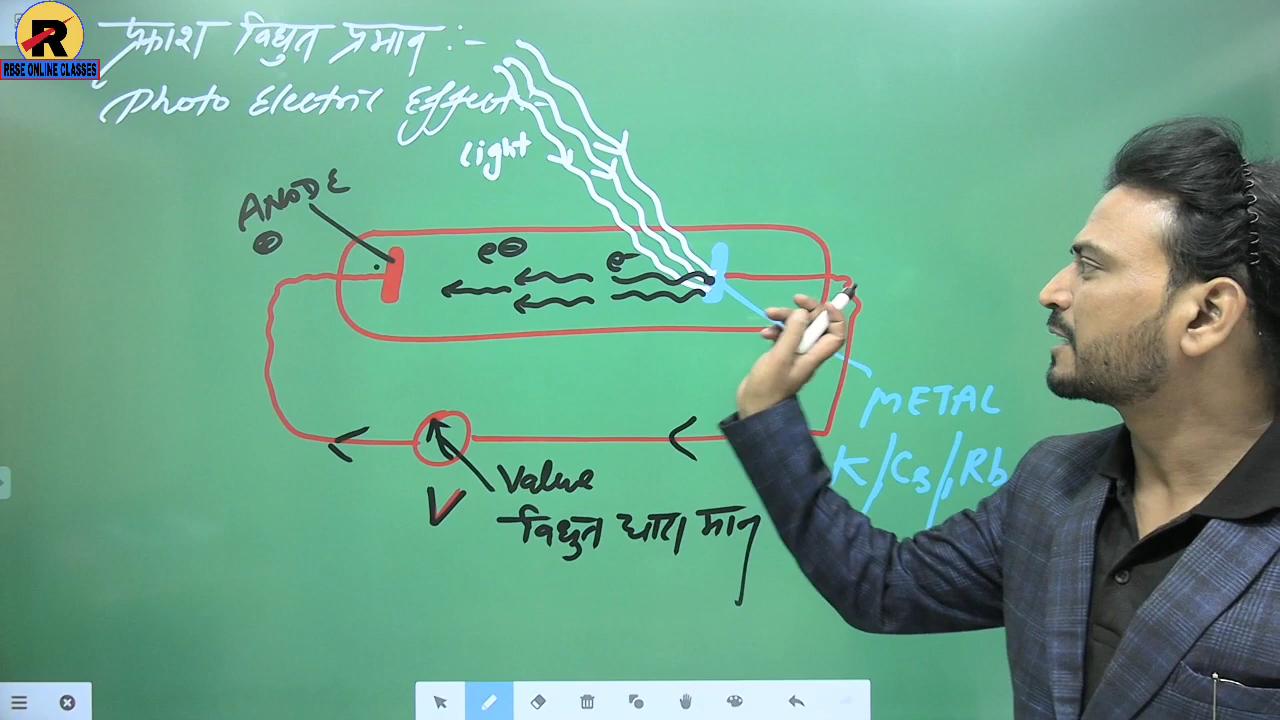 R
RBSE ONLINE CLASSES
प्रकाश विधुत प्रभाव :-
Photo Electric Effect :-
light
ANODE
⊕
e⊖
e-
METAL
K/Cs/Rb
V
Value
विधुत धारा मान